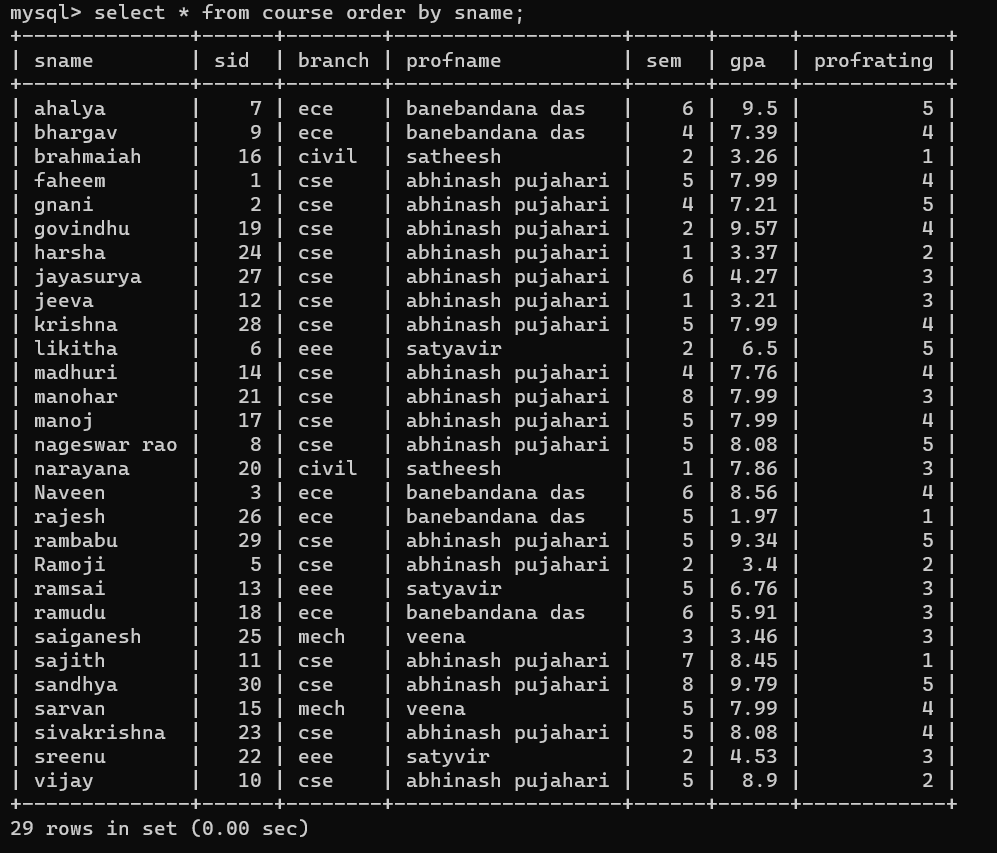 mysql> select * from course order by sname;
+--------------+------+--------+-------------------+------+------+------------+
| sname        | sid  | branch | profname          | sem  | gpa  | profrating |
+--------------+------+--------+-------------------+------+------+------------+
| ahalya       |    7 | ece    | banebandana das   |    6 |  9.5 |          5 |
| bhargav      |    9 | ece    | banebandana das   |    4 | 7.39 |          4 |
| brahmaiah    |   16 | civil  | satheesh          |    2 | 3.26 |          1 |
| faheem       |    1 | cse    | abhinash pujahari |    5 | 7.99 |          4 |
| gnani        |    2 | cse    | abhinash pujahari |    4 | 7.21 |          5 |
| govindhu     |   19 | cse    | abhinash pujahari |    2 | 9.57 |          4 |
| harsha       |   24 | cse    | abhinash pujahari |    1 | 3.37 |          2 |
| jayasurya    |   27 | cse    | abhinash pujahari |    6 | 4.27 |          3 |
| jeeva        |   12 | cse    | abhinash pujahari |    1 | 3.21 |          3 |
| krishna      |   28 | cse    | abhinash pujahari |    5 | 7.99 |          4 |
| likitha      |    6 | eee    | satyavir          |    2 |  6.5 |          5 |
| madhuri      |   14 | cse    | abhinash pujahari |    4 | 7.76 |          4 |
| manohar      |   21 | cse    | abhinash pujahari |    8 | 7.99 |          3 |
| manoj        |   17 | cse    | abhinash pujahari |    5 | 7.99 |          4 |
| nageswar rao |    8 | cse    | abhinash pujahari |    5 | 8.08 |          5 |
| narayana     |   20 | civil  | satheesh          |    1 | 7.86 |          3 |
| Naveen       |    3 | ece    | banebandana das   |    6 | 8.56 |          4 |
| rajesh       |   26 | ece    | banebandana das   |    5 | 1.97 |          1 |
| rambabu      |   29 | cse    | abhinash pujahari |    5 | 9.34 |          5 |
| Ramoji       |    5 | cse    | abhinash pujahari |    2 |  3.4 |          2 |
| ramsai       |   13 | eee    | satyavir          |    5 | 6.76 |          3 |
| ramudu       |   18 | ece    | banebandana das   |    6 | 5.91 |          3 |
| saiganesh    |   25 | mech   | veena             |    3 | 3.46 |          3 |
| sajith       |   11 | cse    | abhinash pujahari |    7 | 8.45 |          1 |
| sandhya      |   30 | cse    | abhinash pujahari |    8 | 9.79 |          5 |
| sarvan       |   15 | mech   | veena             |    5 | 7.99 |          4 |
| sivakrishna  |   23 | cse    | abhinash pujahari |    5 | 8.08 |          4 |
| sreenu       |   22 | eee    | satyvir           |    2 | 4.53 |          3 |
| vijay        |   10 | cse    | abhinash pujahari |    5 |  8.9 |          2 |
+--------------+------+--------+-------------------+------+------+------------+
29 rows in set (0.00 sec)